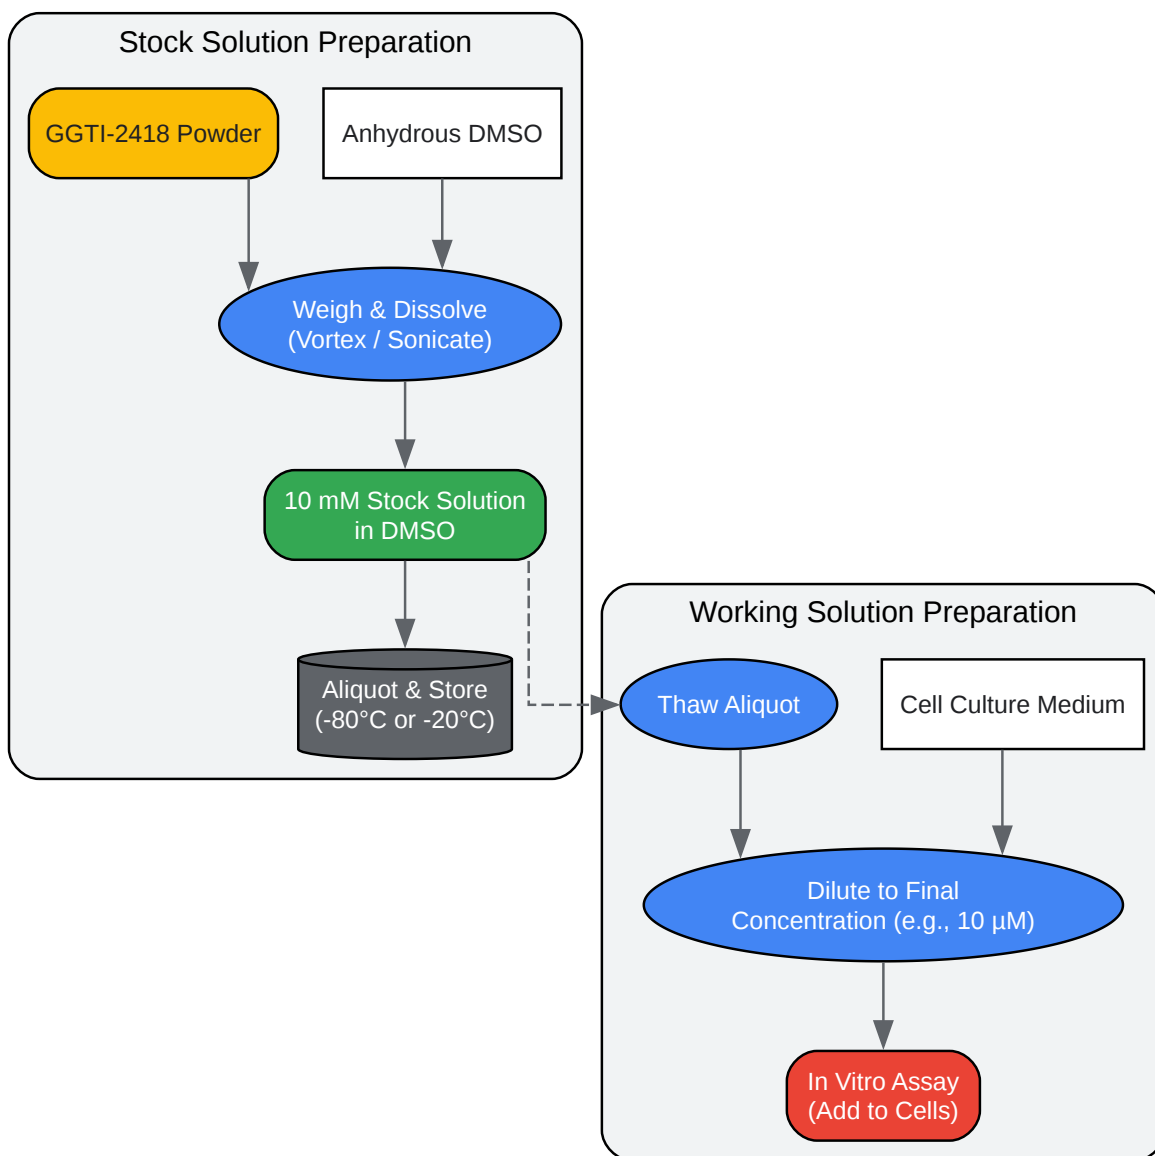 Stock Solution Preparation
GGTI-2418 Powder
Anhydrous DMSO
Weigh & Dissolve
(Vortex / Sonicate)
10 mM Stock Solution
in DMSO
Aliquot & Store
(-80°C or -20°C)
Working Solution Preparation
Thaw Aliquot
Cell Culture Medium
Dilute to Final
Concentration (e.g., 10 µM)
In Vitro Assay
(Add to Cells)